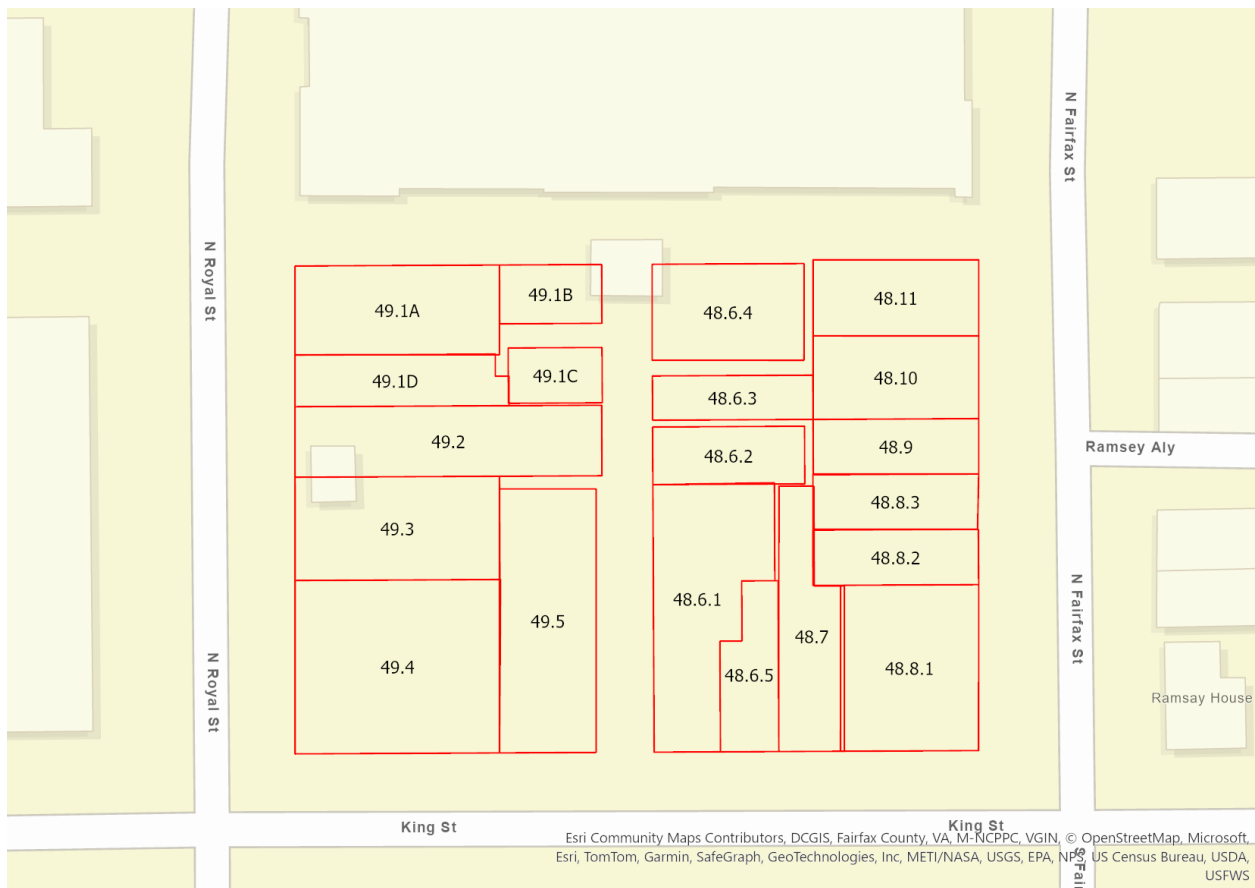 N Fairfax St
N Royal St
49.1A
49.1B
48.6.4
48.11
49.1D
49.1C
48.6.3
48.10
49.2
48.6.2
48.9
Ramsey Aly
48.8.3
49.3
48.8.2
48.6.1
49.5
48.7
N Fairfax St
49.4
48.6.5
48.8.1
N Royal St
Ramsay House
King St
King St
Esri Community Maps Contributors, DCGIS, Fairfax County, VA, M-NCPPC, VGIN, © OpenStreetMap, Microsoft,
Esri, TomTom, Garmin, SafeGraph, GeoTechnologies, Inc, METI/NASA, USGS, EPA, NPS, US Census Bureau, USDA,
USFWS